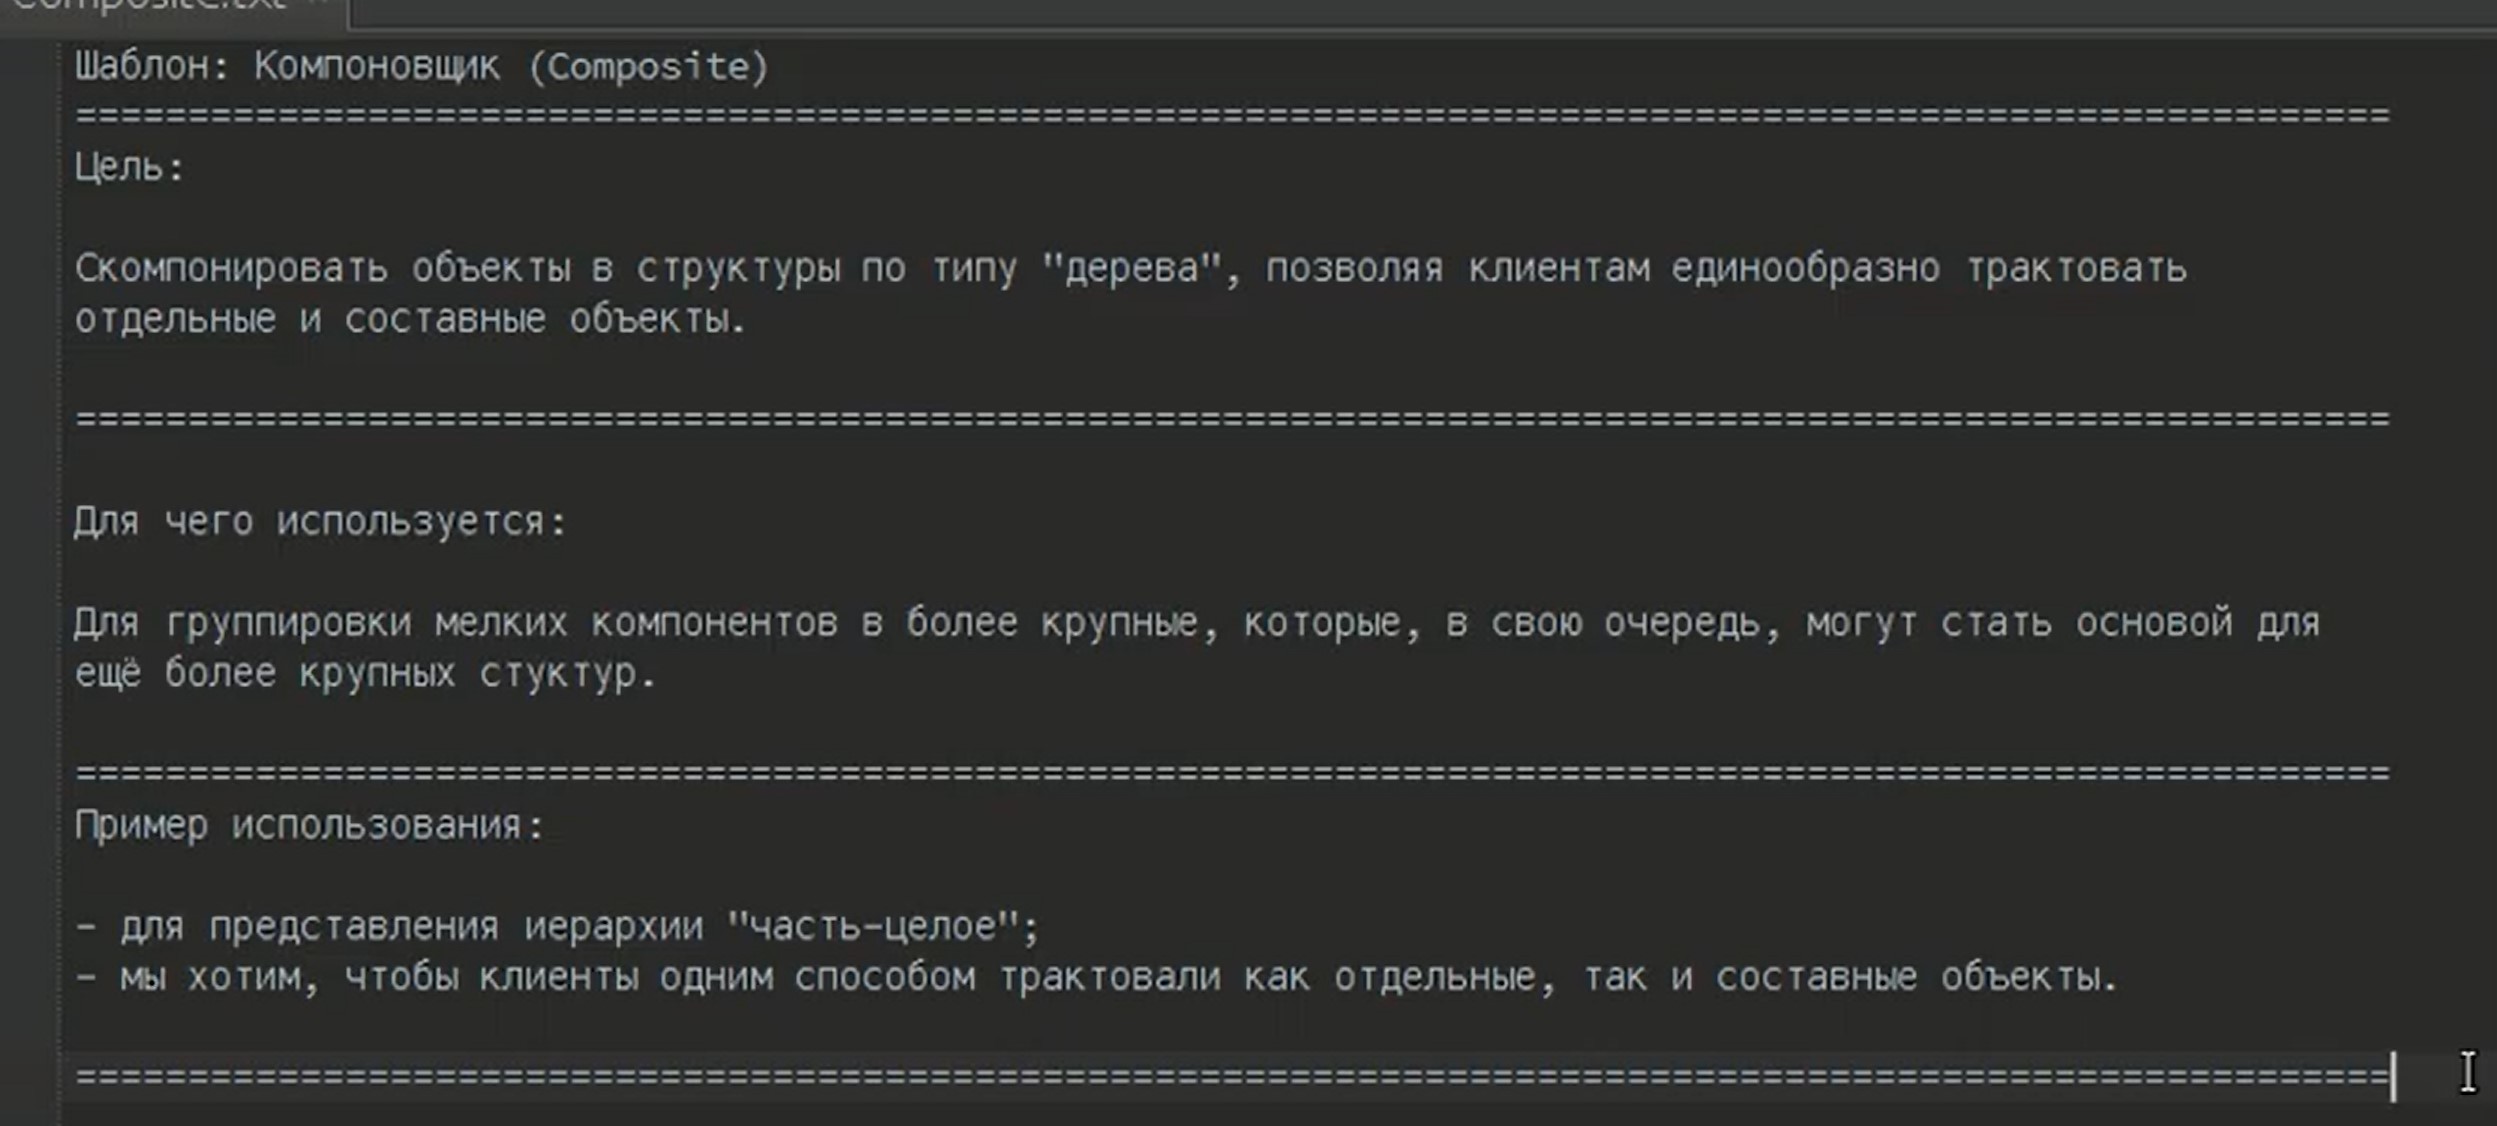 Composite.txt
Шаблон: Компоновщик (Composite)
=======================================================================================================
Цель:
Скомпонировать объекты в структуры по типу "дерева", позволяя клиентам единообразно трактовать
отдельные и составные объекты.
=======================================================================================================
Для чего используется:
Для группировки мелких компонентов в более крупные, которые, в свою очередь, могут стать основой для
ещё более крупных стуктур.
=======================================================================================================
Пример использования:
- для представления иерархии "часть-целое";
- мы хотим, чтобы клиенты одним способом трактовали как отдельные, так и составные объекты.
=======================================================================================================